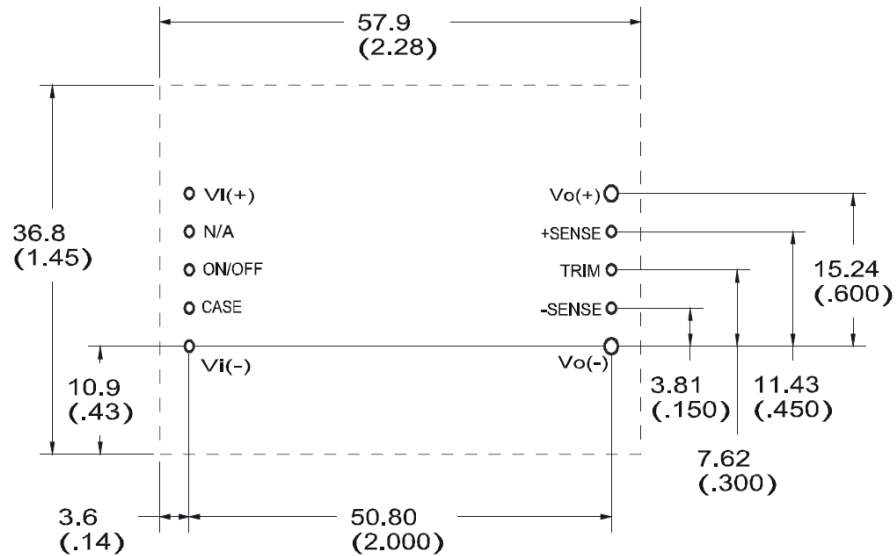 57.9
(2.28)
VI(+)
Vo(+)
N/A
+SENSE
36.8
(1.45)
ON/OFF
TRIM
15.24
(.600)
CASE
-SENSE
Vi(-)
Vo(-)
10.9
(.43)
3.81
(.150)
11.43
(.450)
7.62
(.300)
3.6
(.14)
50.80
(2.000)